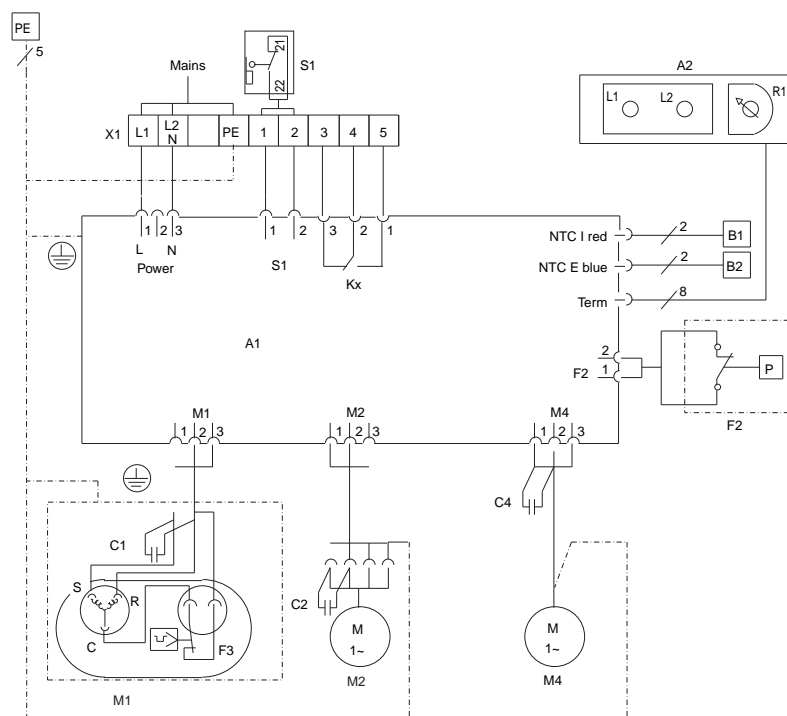 PE
5
Mains
21
22
S1
A2
L1
L2
R1
X1
L1
L2
N
PE
1
2
3
4
5
1
2
3
L
N
Power
1
2
S1
3
2
1
Kx
NTC I red
2
B1
NTC E blue
2
B2
Term
8
A1
2
1
F2
P
F2
M1
1
2
3
M2
1
2
3
M4
1
2
3
C4
C1
S
R
C
F3
M1
C2
M
1~
M2
M
1~
M4